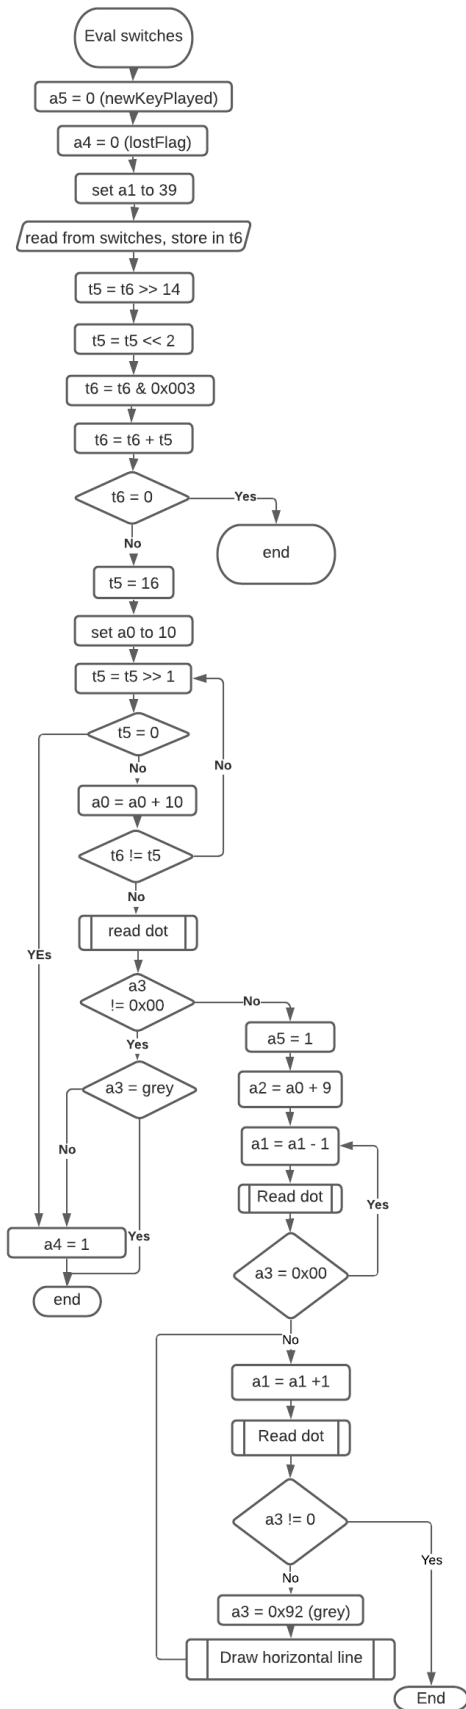 Eval switches
a5 = 0 (newKeyPlayed)
a4 = 0 (lostFlag)
set a1 to 39
read from switches, store in t6
t5 = t6 >> 14
t5 = t5 << 2
t6 = t6 & 0x003
t6 = t6 + t5
t6 = 0
Yes
end
No
t5 = 16
set a0 to 10
t5 = t5 >> 1
t5 = 0
No
No
a0 = a0 + 10
t6 != t5
No
read dot
YEs
a3
!= 0x00
No
a5 = 1
Yes
a3 = grey
a2 = a0 + 9
No
a1 = a1 - 1
Read dot
Yes
Yes
a4 = 1
a3 = 0x00
end
No
a1 = a1 +1
Read dot
a3 != 0
Yes
No
a3 = 0x92 (grey)
Draw horizontal line
End